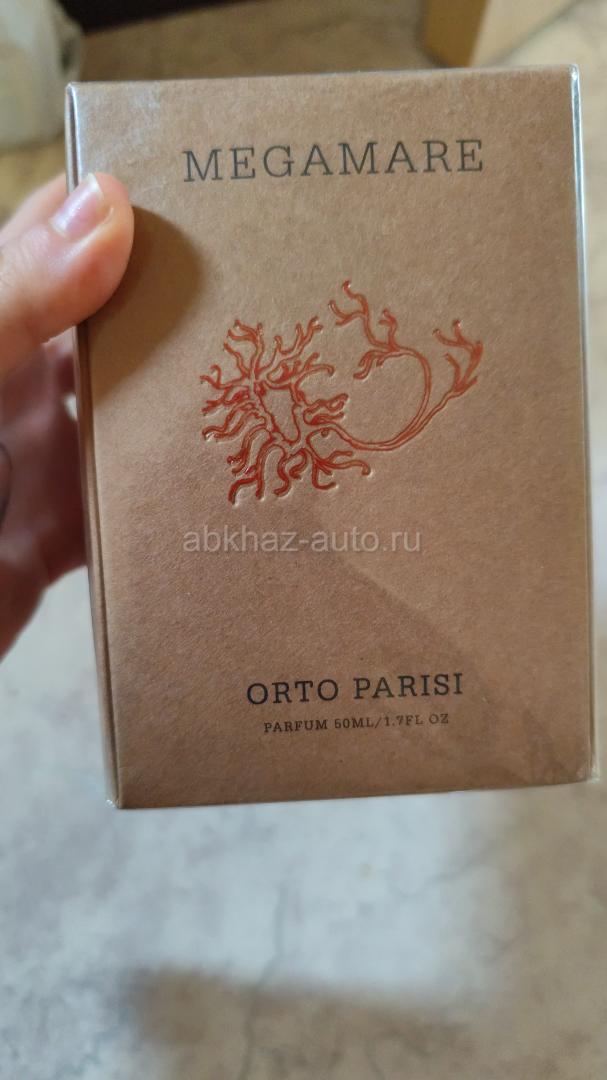 MEGAMARE
abkhaz-auto.ru
ORTO PARISI
PARFUM 50ML/1.7FL OZ